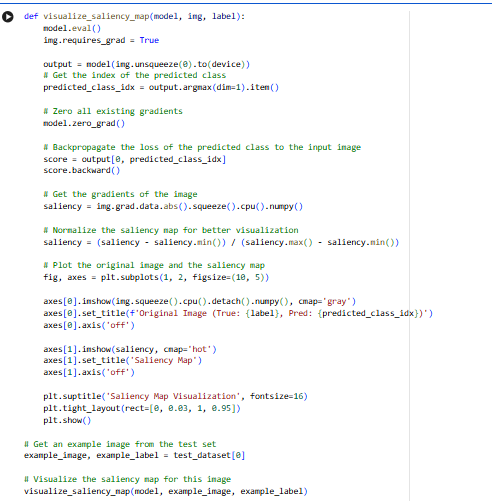 def visualize_saliency_map(model, img, label):
    model.eval()
    img.requires_grad = True

    output = model(img.unsqueeze(0).to(device))
    # Get the index of the predicted class
    predicted_class_idx = output.argmax(dim=1).item()

    # Zero all existing gradients
    model.zero_grad()

    # Backpropagate the loss of the predicted class to the input image
    score = output[0, predicted_class_idx]
    score.backward()

    # Get the gradients of the image
    saliency = img.grad.data.abs().squeeze().cpu().numpy()

    # Normalize the saliency map for better visualization
    saliency = (saliency - saliency.min()) / (saliency.max() - saliency.min())

    # Plot the original image and the saliency map
    fig, axes = plt.subplots(1, 2, figsize=(10, 5))

    axes[0].imshow(img.squeeze().cpu().detach().numpy(), cmap='gray')
    axes[0].set_title(f'Original Image (True: {label}, Pred: {predicted_class_idx})')
    axes[0].axis('off')

    axes[1].imshow(saliency, cmap='hot')
    axes[1].set_title('Saliency Map')
    axes[1].axis('off')

    plt.suptitle('Saliency Map Visualization', fontsize=16)
    plt.tight_layout(rect=[0, 0.03, 1, 0.95])
    plt.show()

# Get an example image from the test set
example_image, example_label = test_dataset[0]

# Visualize the saliency map for this image
visualize_saliency_map(model, example_image, example_label)